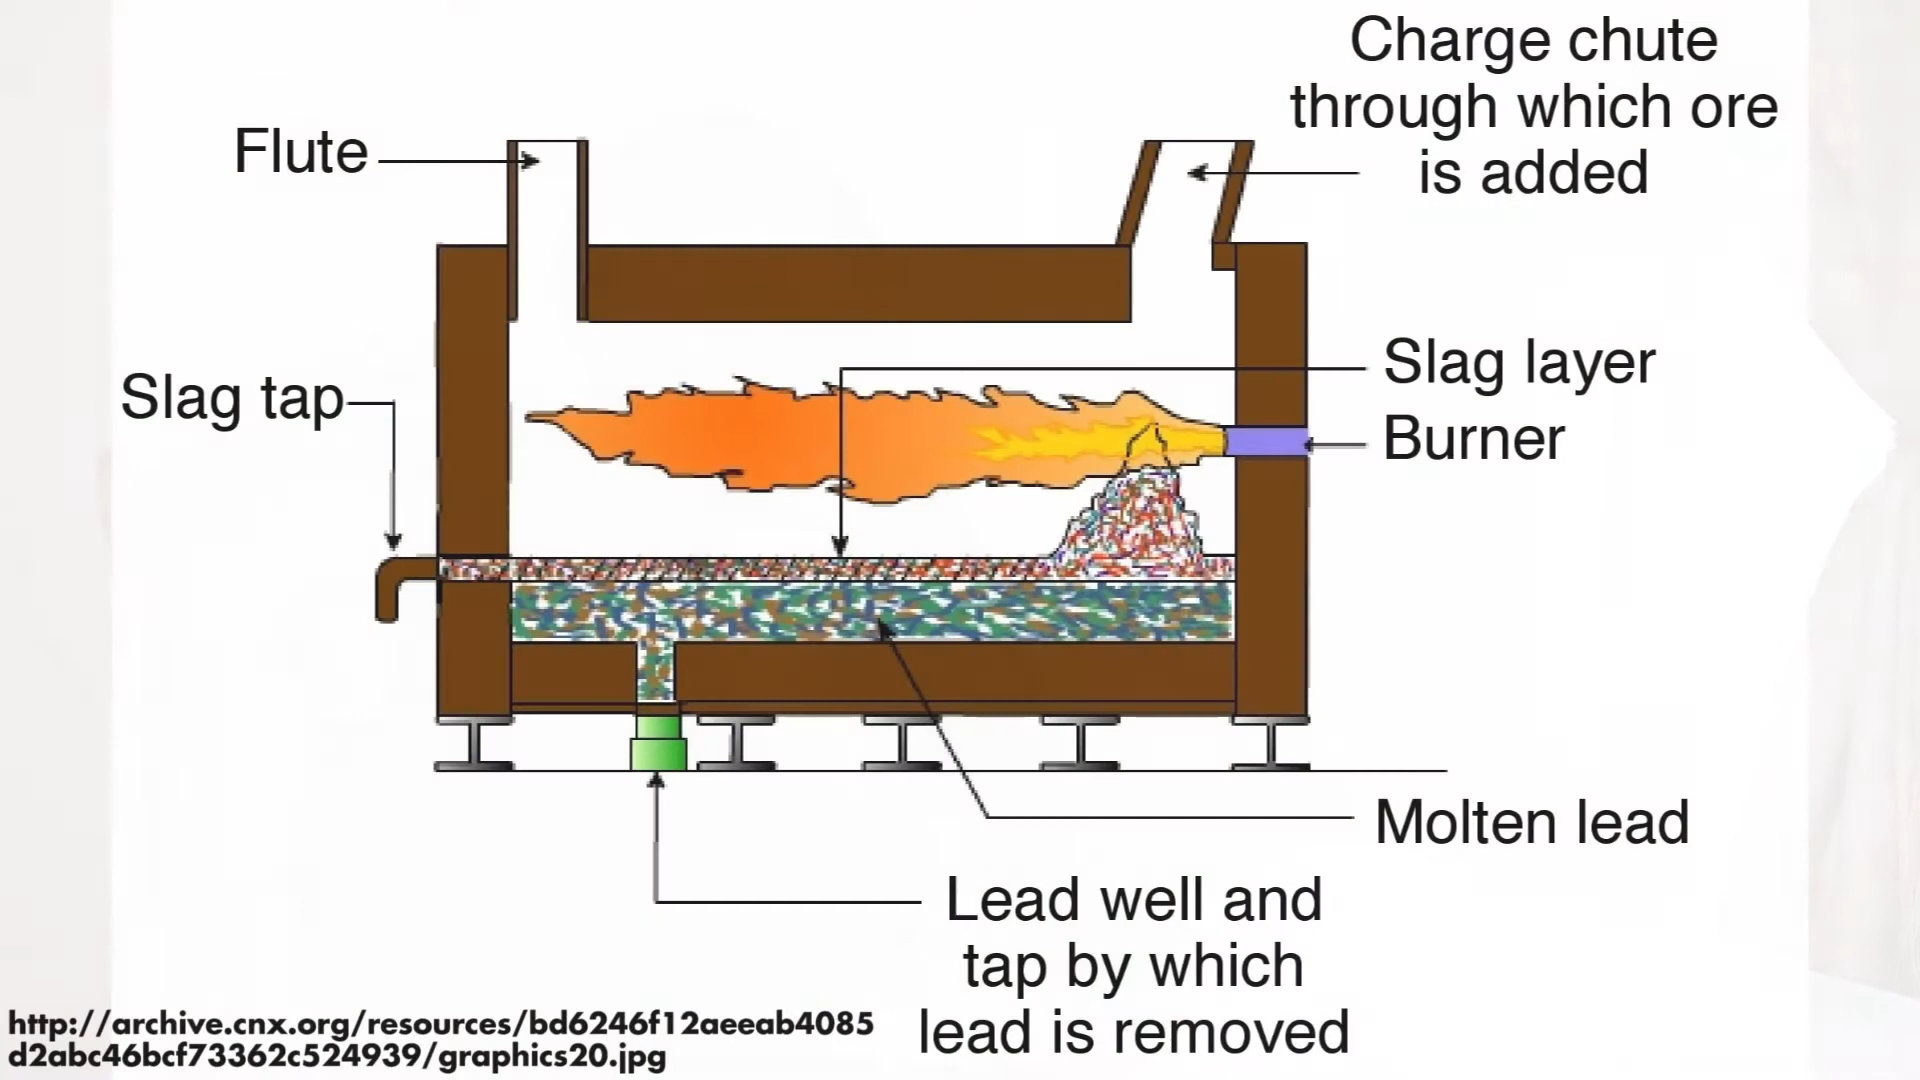 Charge chute
through which ore
is added
Flute
Slag layer
Slag tap
Burner
Molten lead
Lead well and
tap by which
lead is removed
http://archive.cnx.org/resources/bd6246f12aeeab4085
d2abc46bcf73362c524939/graphics20.jpg